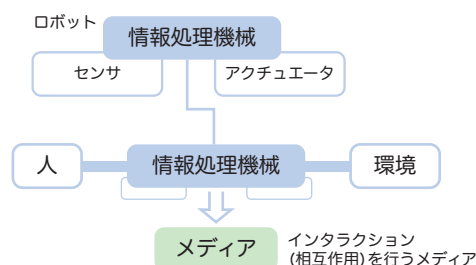 ロボット
情報処理機械
センサ
アクチュエータ
人
情報処理機械
環境
メディア
インタラクション
(相互作用)を行うメディア